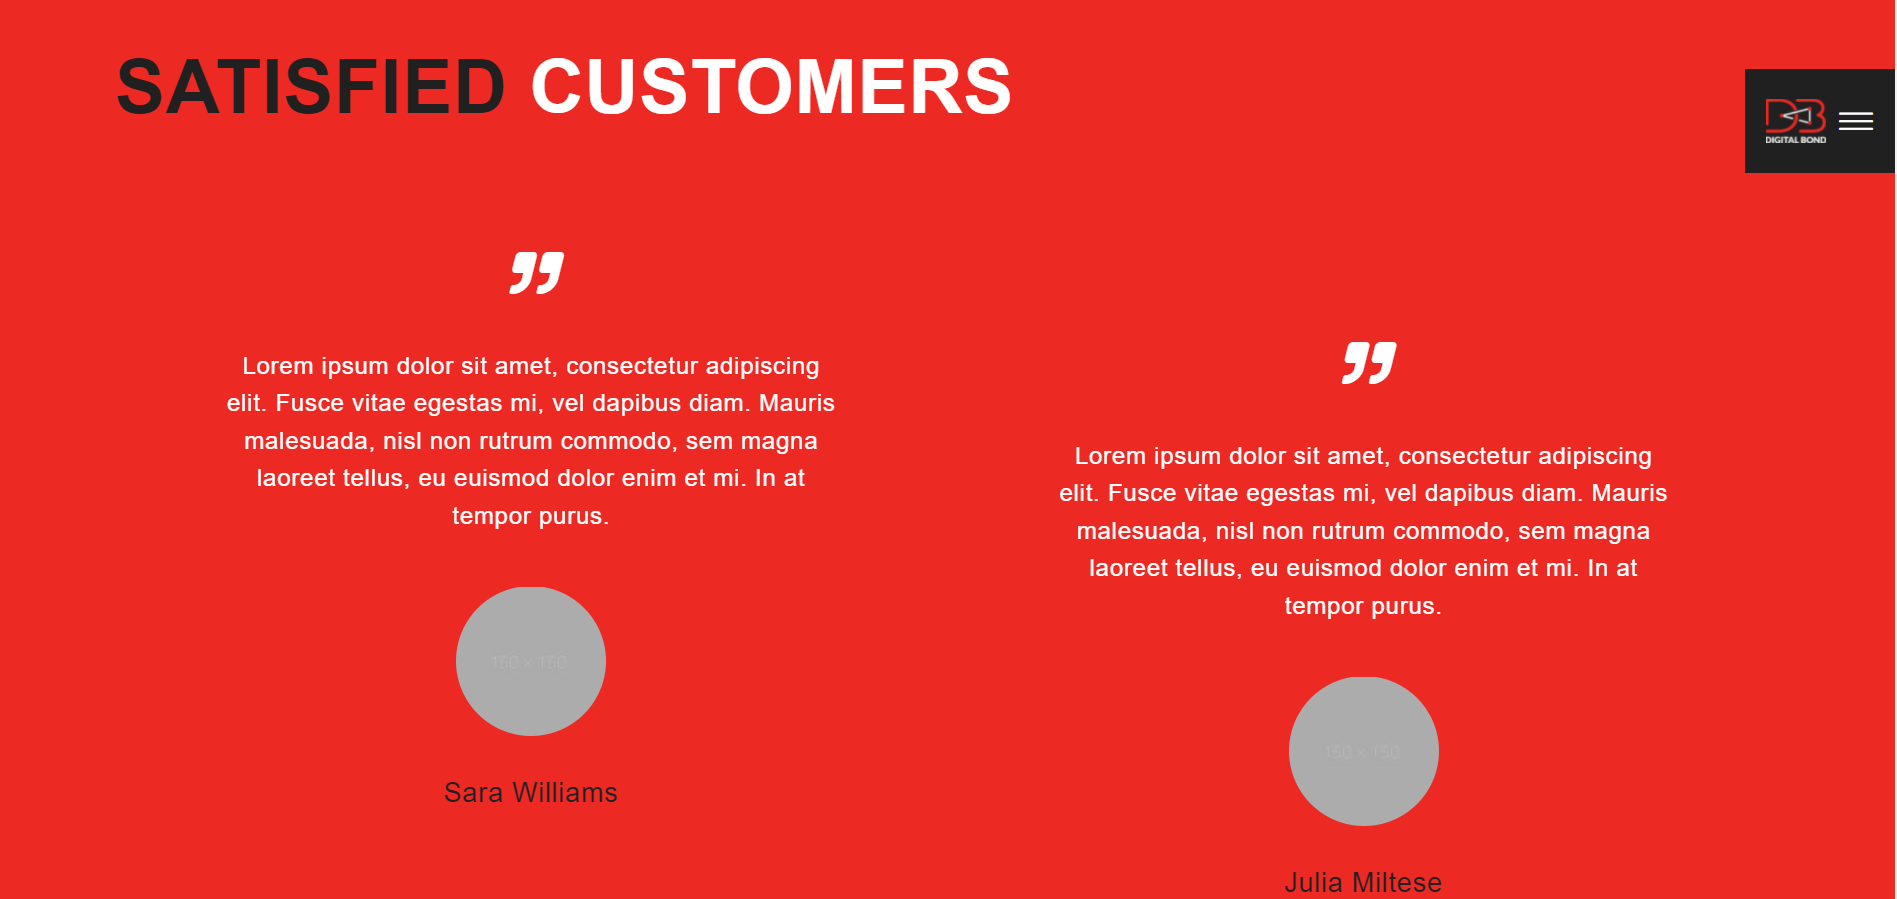 SATISFIED CUSTOMERS
DIGITAL BOND
”
Lorem ipsum dolor sit amet, consectetur adipiscing
elit. Fusce vitae egestas mi, vel dapibus diam. Mauris
malesuada, nisl non rutrum commodo, sem magna
laoreet tellus, eu euismod dolor enim et mi. In at
tempor purus.
150 x 150
Sara Williams
”
Lorem ipsum dolor sit amet, consectetur adipiscing
elit. Fusce vitae egestas mi, vel dapibus diam. Mauris
malesuada, nisl non rutrum commodo, sem magna
laoreet tellus, eu euismod dolor enim et mi. In at
tempor purus.
150 x 150
Julia Miltese